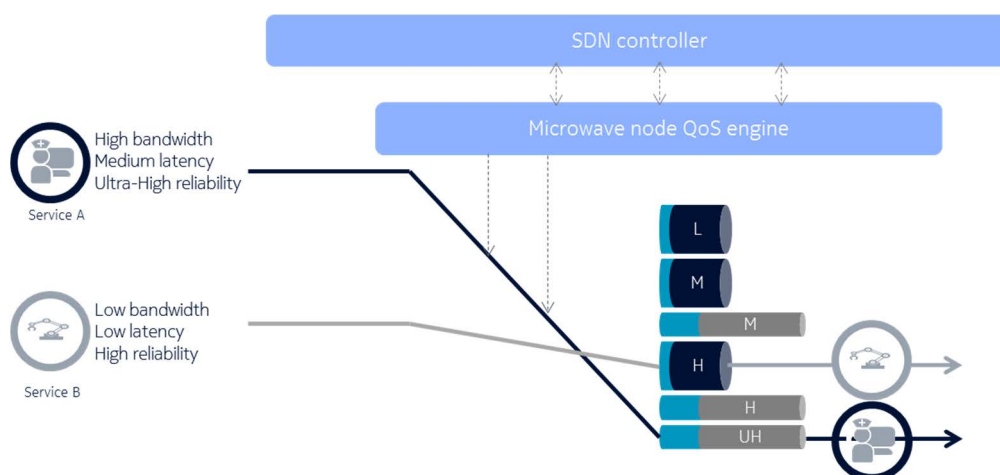 SDN controller
Microwave node QoS engine
High bandwidth
Medium latency
Ultra-High reliability
Service A
Low bandwidth
Low latency
High reliability
Service B
L
M
M
H
H
UH